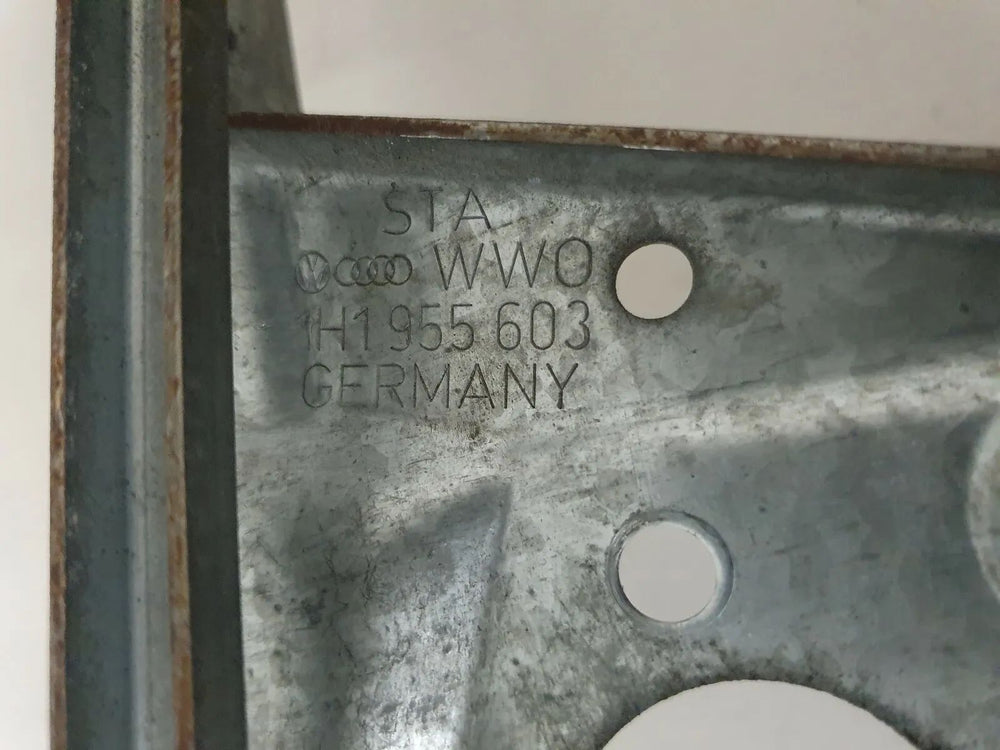 STA
WWO
1H1 955 603
GERMANY